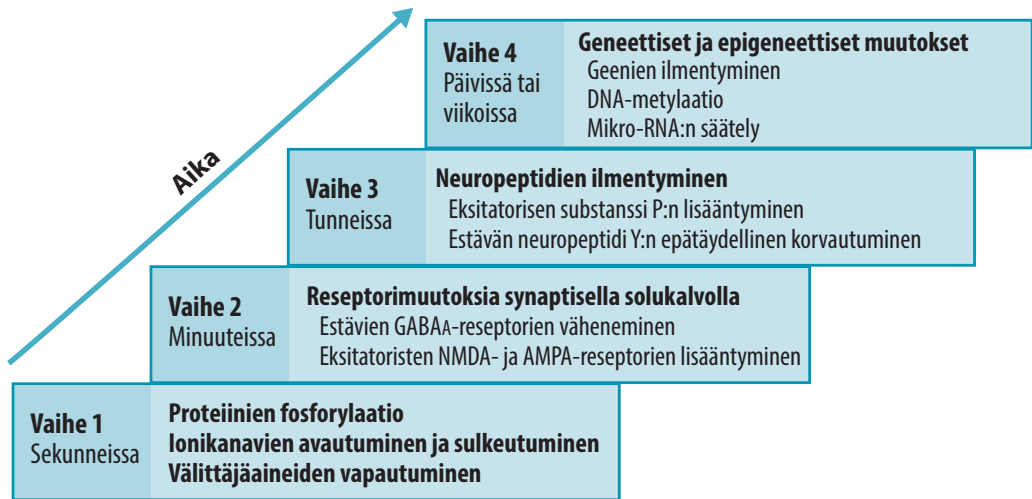 Vaihe 4
Päivissä tai
viikoissa
Geneettiset ja epigeneettiset muutokset
Geenien ilmentyminen
DNA-metylaatio
Mikro-RNA:n säätely
Aika
Vaihe 3
Tunneissa
Neuropeptidien ilmentyminen
Eksitatorisen substanssi P:n lisääntyminen
Estävän neuropeptidi Y:n epätäydellinen korvautuminen
Vaihe 2
Minuuteissa
Reseptorimuutoksia synaptisella solukalvolla
Estävien GABAA-reseptorien väheneminen
Eksitatoristen NMDA- ja AMPA-reseptorien lisääntyminen
Vaihe 1
Sekunneissa
Proteiinien fosforylaatio
Ionikanavien avautuminen ja sulkeutuminen
Välittäjäaineiden vapautuminen